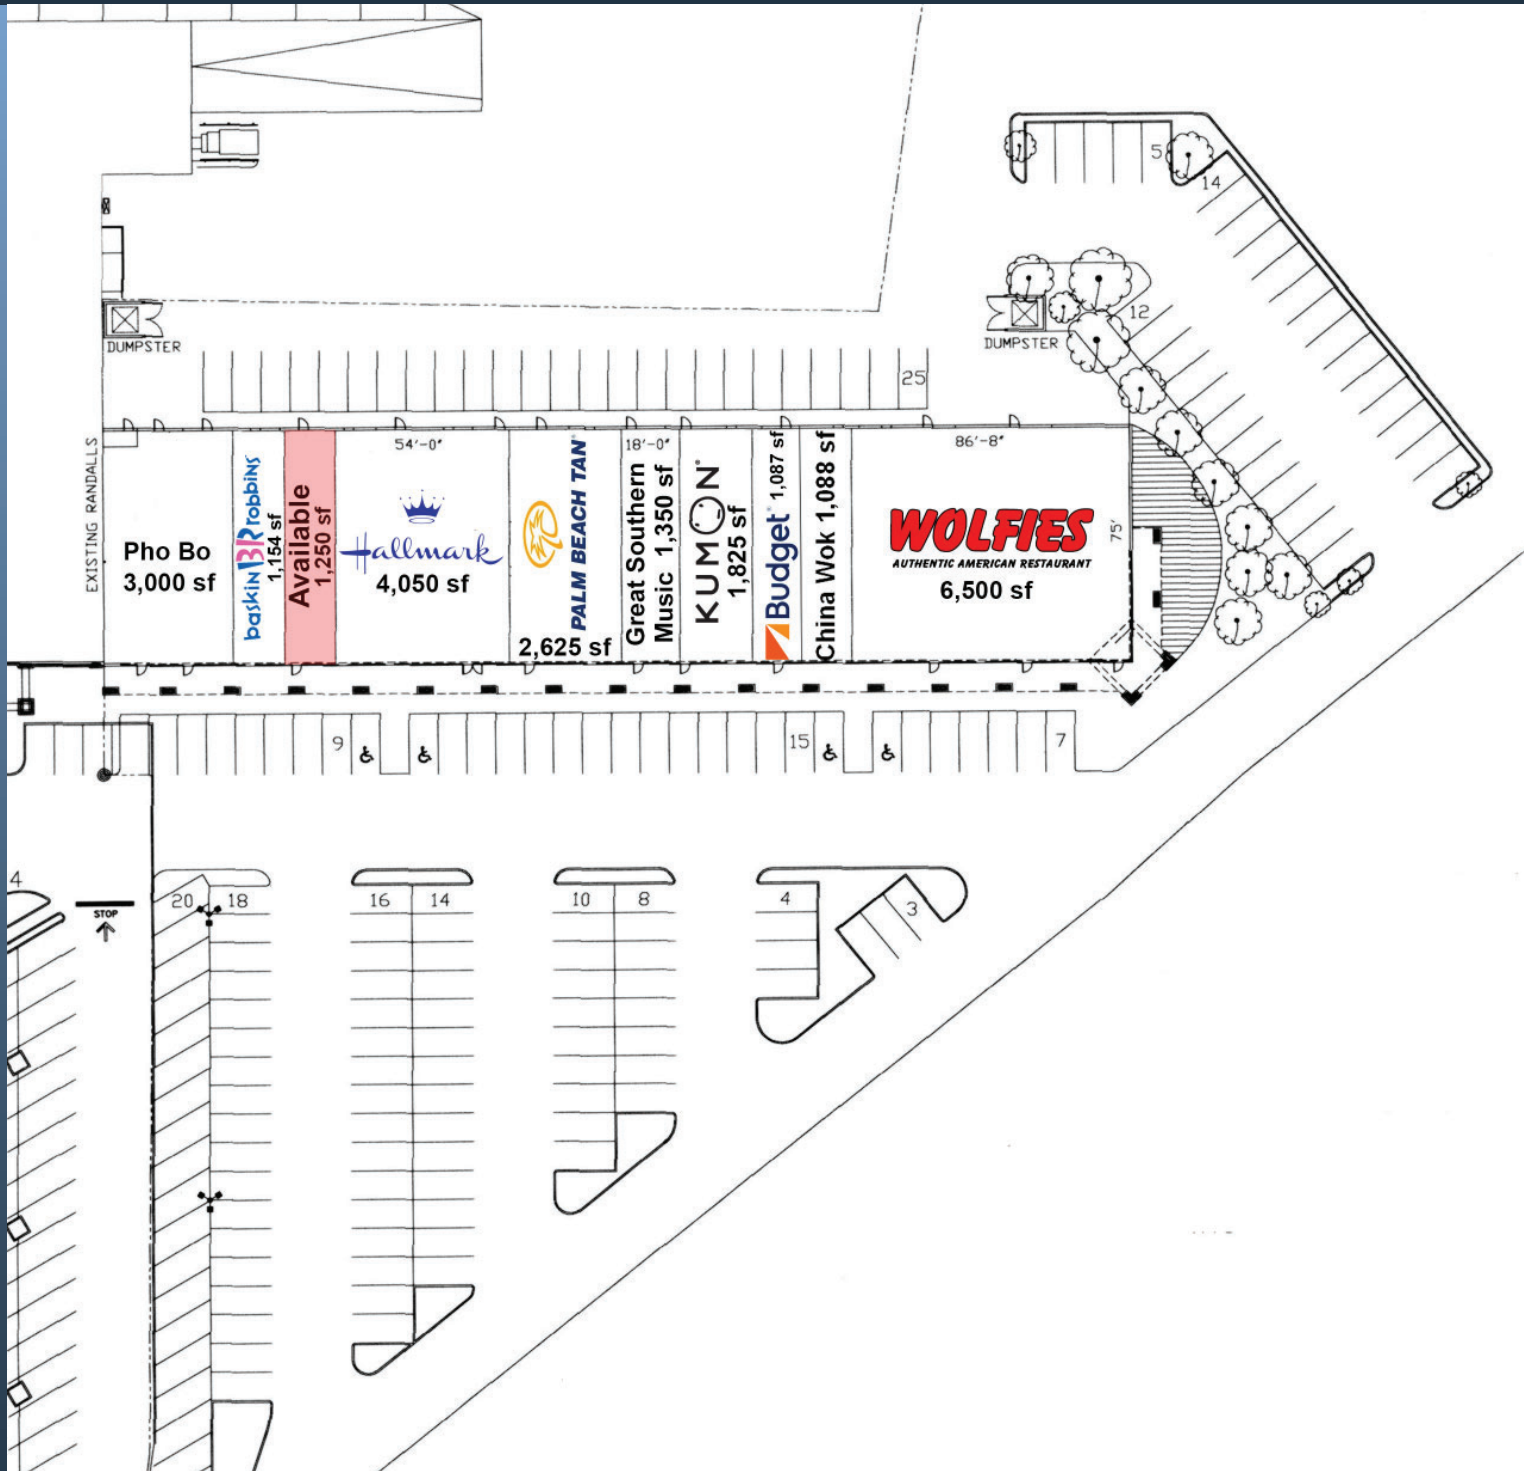 5
14
12
DUMPSTER
DUMPSTER
25
EXISTING RANDALLS
Pho Bo
3,000 sf
baskin BR robbins
1,154 sf
Available
1,250 sf
54'-0"
Hallmark
4,050 sf
PALM BEACH TAN
2,625 sf
18'-0"
Great Southern
Music 1,350 sf
KUMON
1,825 sf
Budget 1,087 sf
China Wok 1,088 sf
86'-8"
WOLFIES
AUTHENTIC AMERICAN RESTAURANT
6,500 sf
75'
9
15
7
4
20
18
16
14
10
8
4
3
STOP